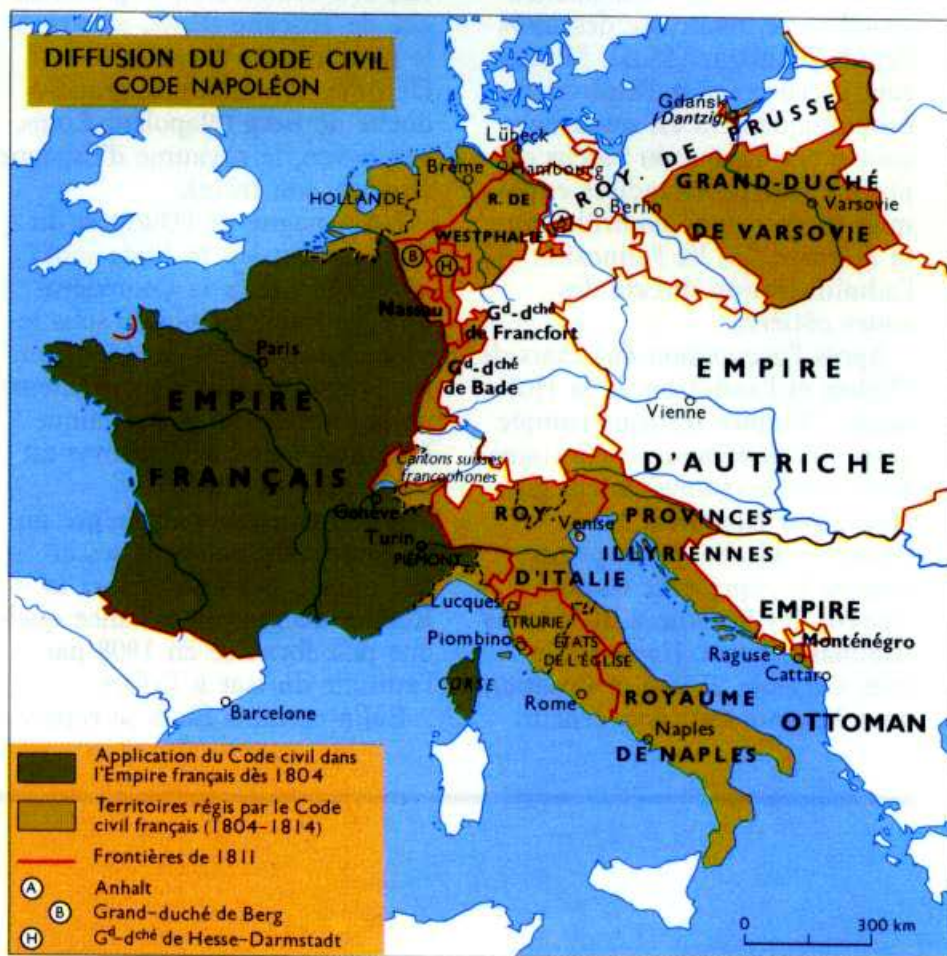 DIFFUSION DU CODE CIVIL
CODE NAPOLÉON
Gdańsk
(Dantzig)
ROY. DE PRUSSE
Lübeck
Hambourg
Brême
HOLLANDE
R. DE
WESTPHALIE
A
Berlin
GRAND-DUCHÉ
DE VARSOVIE
Varsovie
B
H
Nassau
Gd-dché
de Francfort
Gd-dché
de Bade
Paris
EMPIRE
FRANÇAIS
EMPIRE
D'AUTRICHE
Vienne
Cantons suisses
francophones
Genève
Turin
PIÉMONT
ROY.
D'ITALIE
Venise
PROVINCES
ILLYRIENNES
Lucques
ÉTRURIE
Piombino
ÉTATS
DE L'ÉGLISE
EMPIRE
OTTOMAN
Monténégro
Raguse
Cattaro
CORSE
Rome
ROYAUME
DE NAPLES
Naples
Barcelone
Application du Code civil dans
l'Empire français dès 1804
Territoires régis par le Code
civil français (1804-1814)
Frontières de 1811
A Anhalt
B Grand-duché de Berg
H Gd-dché de Hesse-Darmstadt
0 300 km